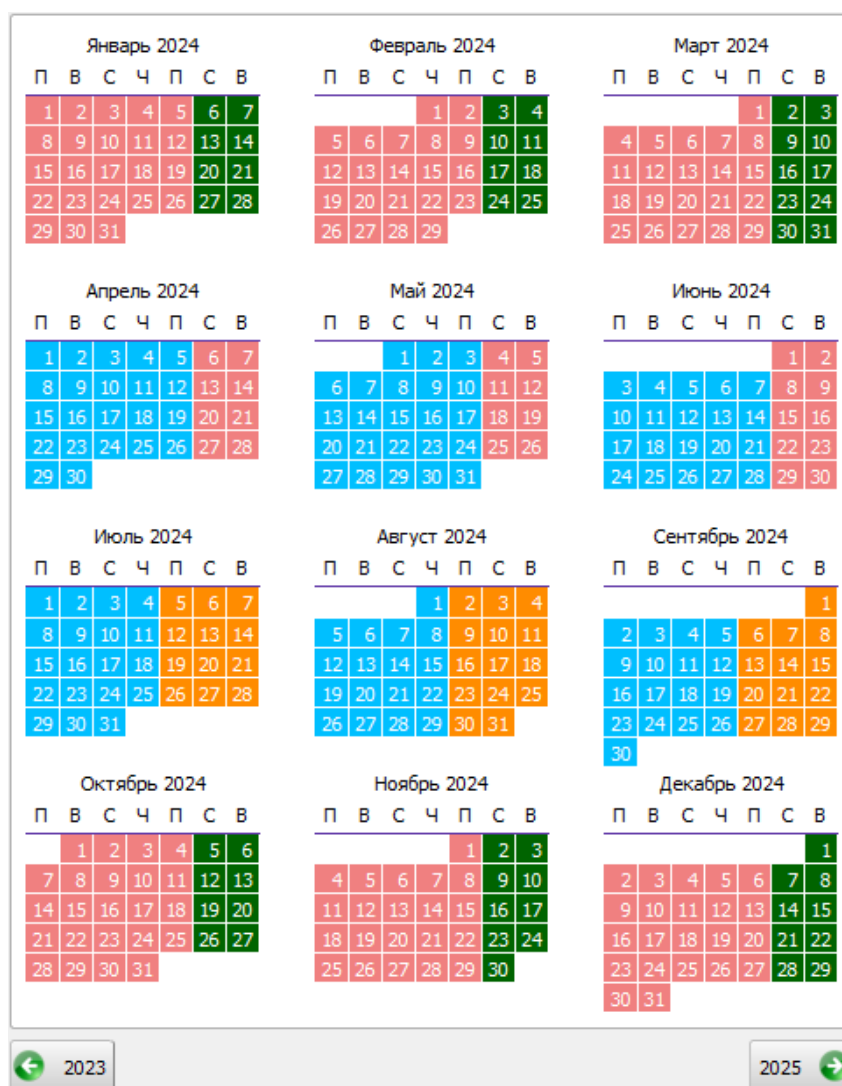 Январь 2024 Февраль 2024 Март 2024
П В С Ч П С В П В С Ч П С В П В С Ч П С В
1 2 3 4 5 6 7 1 2 3 4 1 2 3
8 9 10 11 12 13 14 5 6 7 8 9 10 11 4 5 6 7 8 9 10
15 16 17 18 19 20 21 12 13 14 15 16 17 18 11 12 13 14 15 16 17
22 23 24 25 26 27 28 19 20 21 22 23 24 25 18 19 20 21 22 23 24
29 30 31 26 27 28 29 25 26 27 28 29 30 31
Апрель 2024 Май 2024 Июнь 2024
П В С Ч П С В П В С Ч П С В П В С Ч П С В
1 2 3 4 5 6 7 1 2 3 4 5 1 2
8 9 10 11 12 13 14 6 7 8 9 10 11 12 3 4 5 6 7 8 9
15 16 17 18 19 20 21 13 14 15 16 17 18 19 10 11 12 13 14 15 16
22 23 24 25 26 27 28 20 21 22 23 24 25 26 17 18 19 20 21 22 23
29 30 27 28 29 30 31 24 25 26 27 28 29 30
Июль 2024 Август 2024 Сентябрь 2024
П В С Ч П С В П В С Ч П С В П В С Ч П С В
1 2 3 4 5 6 7 1 2 3 4 1
8 9 10 11 12 13 14 5 6 7 8 9 10 11 2 3 4 5 6 7 8
15 16 17 18 19 20 21 12 13 14 15 16 17 18 9 10 11 12 13 14 15
22 23 24 25 26 27 28 19 20 21 22 23 24 25 16 17 18 19 20 21 22
29 30 31 26 27 28 29 30 31 23 24 25 26 27 28 29
30
Октябрь 2024 Ноябрь 2024 Декабрь 2024
П В С Ч П С В П В С Ч П С В П В С Ч П С В
1 2 3 4 5 6 1 2 3 1
7 8 9 10 11 12 13 4 5 6 7 8 9 10 2 3 4 5 6 7 8
14 15 16 17 18 19 20 11 12 13 14 15 16 17 9 10 11 12 13 14 15
21 22 23 24 25 26 27 18 19 20 21 22 23 24 16 17 18 19 20 21 22
28 29 30 31 25 26 27 28 29 30 23 24 25 26 27 28 29
30 31
2023 2025